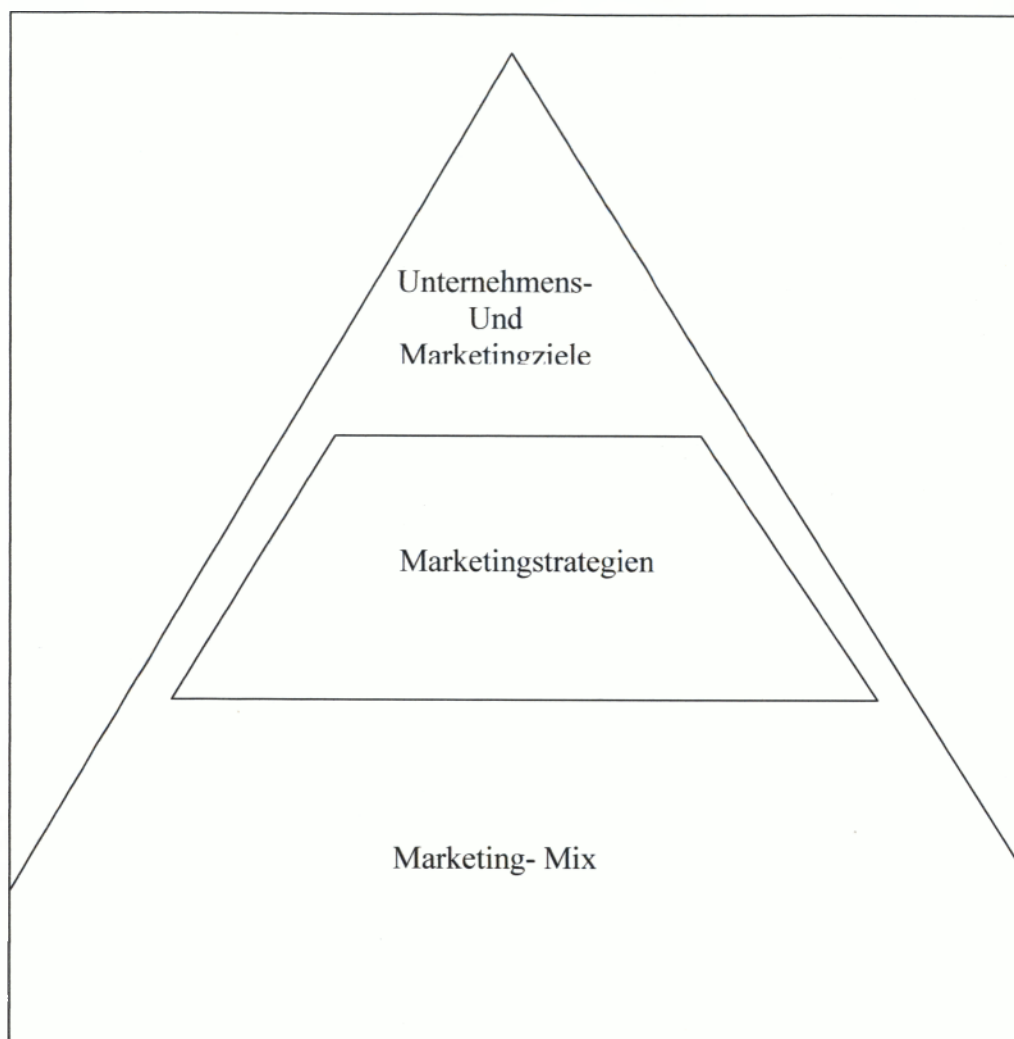 Unternehmens-
Und
Marketingziele
Marketingstrategien
Marketing- Mix